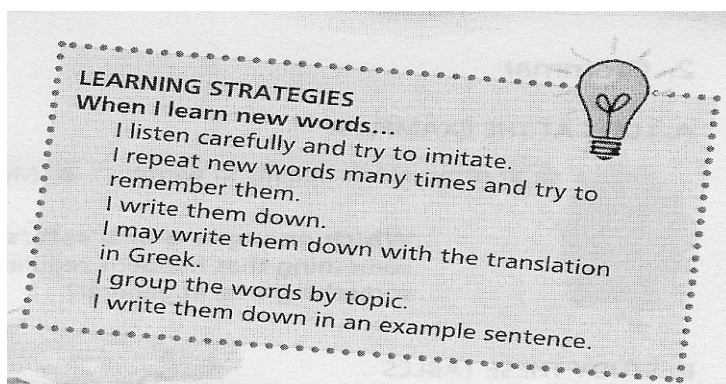 LEARNING STRATEGIES
When I learn new words...
I listen carefully and try to imitate.
I repeat new words many times and try to
remember them.
I write them down.
I may write them down with the translation
in Greek.
I group the words by topic.
I write them down in an example sentence.